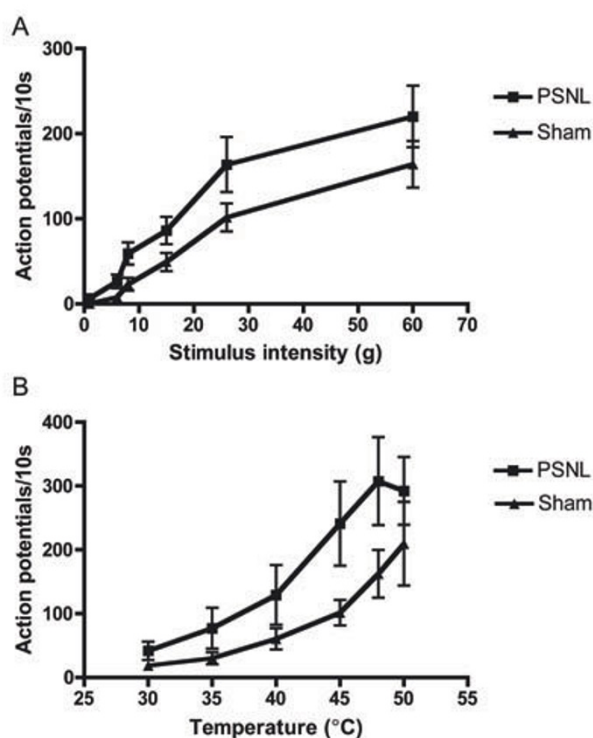 A
Action potentials/10s
300
200
100
0
0 10 20 30 40 50 60 70
Stimulus intensity (g)
PSNL
Sham
B
Action potentials/10s
400
300
200
100
0
25 30 35 40 45 50 55
Temperature (°C)
PSNL
Sham